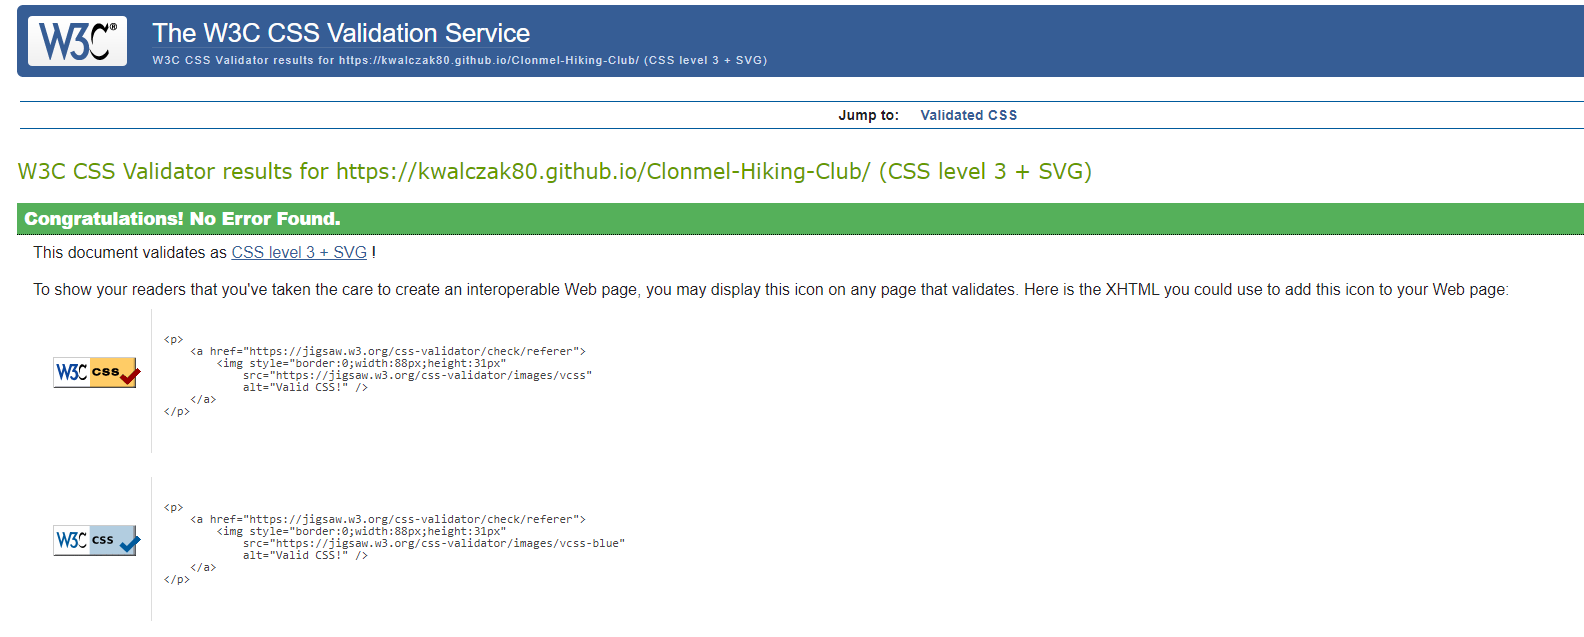 W3C®
The W3C CSS Validation Service
W3C CSS Validator results for https://kwalczak80.github.io/Clonmel-Hiking-Club/ (CSS level 3 + SVG)
Jump to: Validated CSS
W3C CSS Validator results for https://kwalczak80.github.io/Clonmel-Hiking-Club/ (CSS level 3 + SVG)
Congratulations! No Error Found.
This document validates as CSS level 3 + SVG !
To show your readers that you've taken the care to create an interoperable Web page, you may display this icon on any page that validates. Here is the XHTML you could use to add this icon to your Web page:
W3C css
<p>
<a href="https://jigsaw.w3.org/css-validator/check/referer">
<img style="border:0;width:88px;height:31px"
src="https://jigsaw.w3.org/css-validator/images/vcss"
alt="Valid CSS!" />
</a>
</p>
W3C css
<p>
<a href="https://jigsaw.w3.org/css-validator/check/referer">
<img style="border:0;width:88px;height:31px"
src="https://jigsaw.w3.org/css-validator/images/vcss-blue"
alt="Valid CSS!" />
</a>
</p>